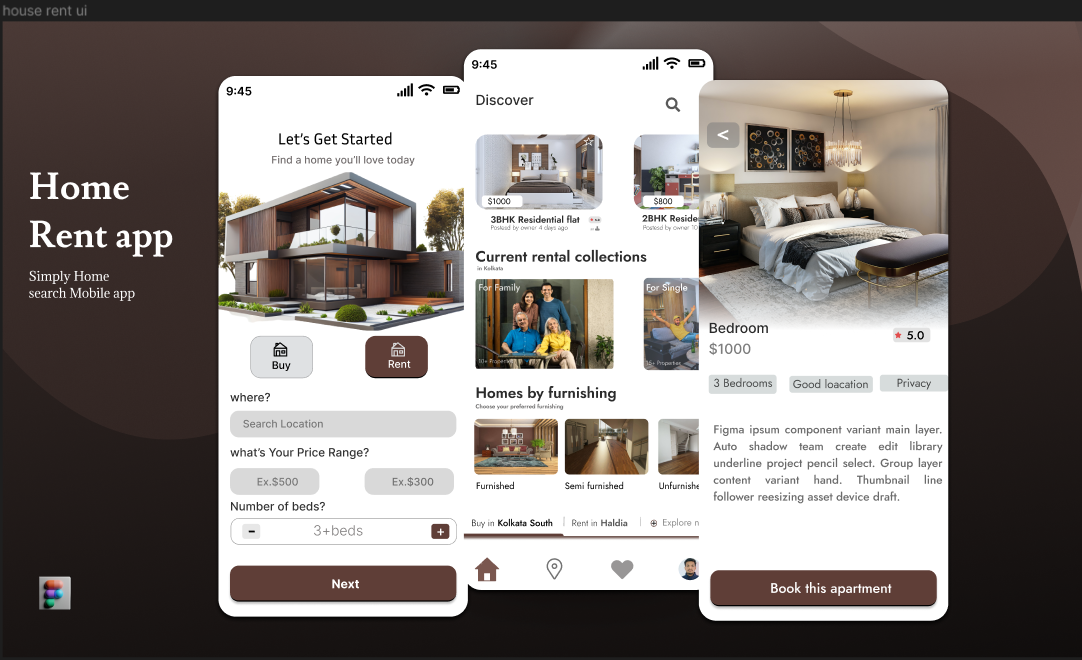 house rent ui
Home
Rent app
Simply Home
search Mobile app
9:45
Let's Get Started
Find a home you'll love today
Buy
Rent
where?
Search Location
what's Your Price Range?
Ex.$500
Ex.$300
Number of beds?
-
3+beds
+
Next
9:45
Discover
$1000
$800
3BHK Residential flat
2BHK Reside
Postesd by owner 4 days ago
Postesd by owner 10
Current rental collections
in Kolkata
For Family
For Single
10+ Properties
15+ Properties
Homes by furnishing
Choose your preferred furnishing
Furnished
Semi furnished
Unfurnishe
Buy in Kolkata South
Rent in Haldia
Explore n
<
Bedroom
5.0
$1000
3 Bedrooms
Good loacation
Privacy
Figma ipsum component variant main layer.
Auto shadow team create edit library
underline project pencil select. Group layer
content variant hand. Thumbnail line
follower reesizing asset device draft.
Book this apartment